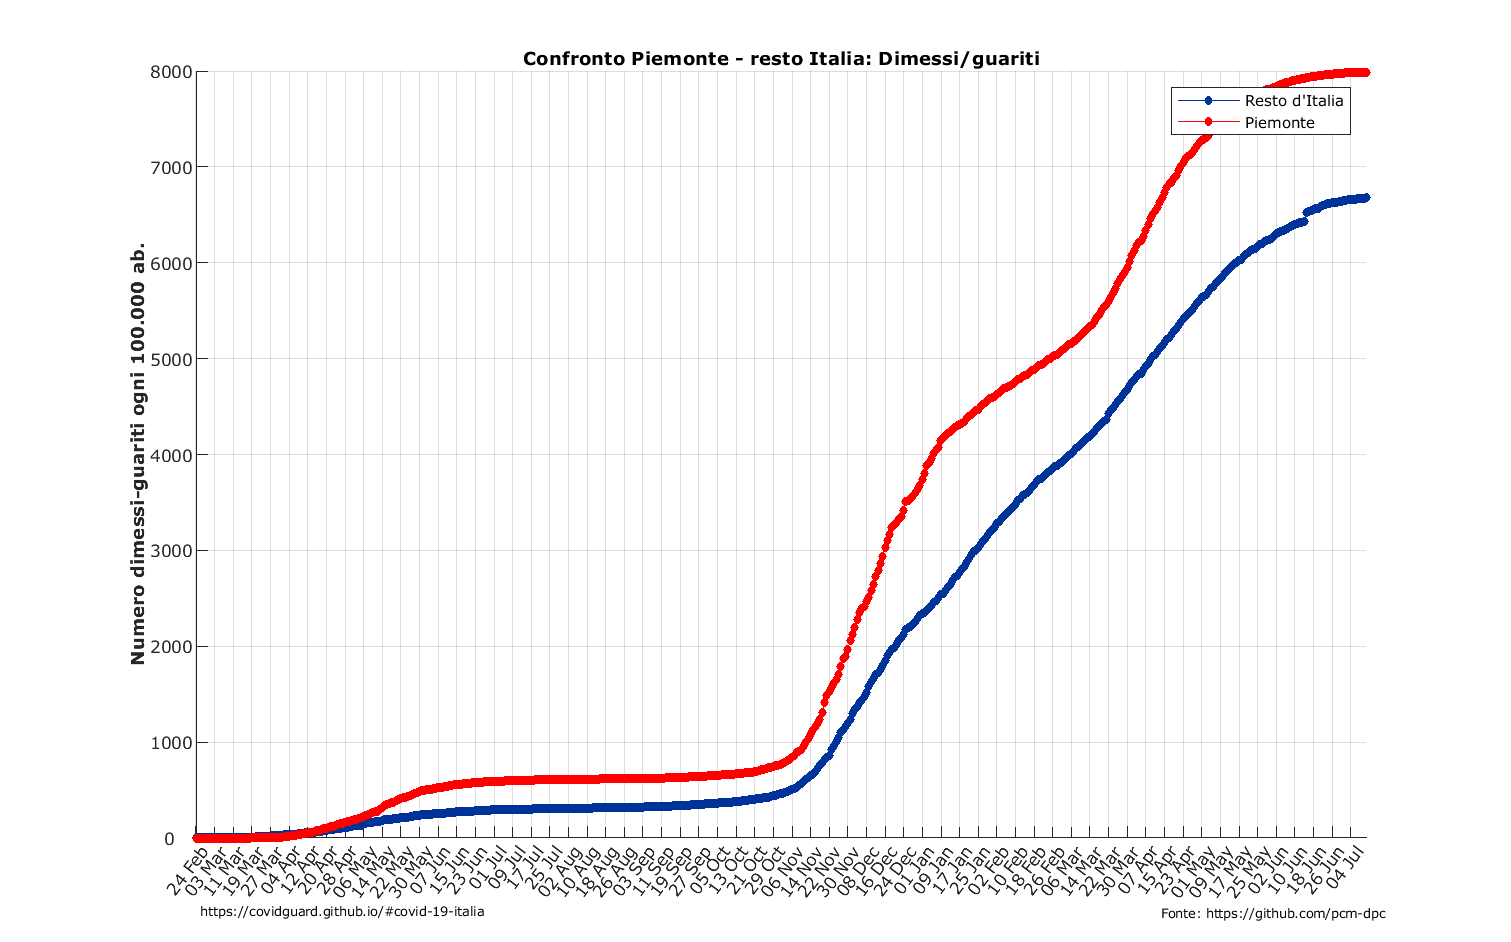 Confronto Piemonte - resto Italia: Dimessi/guariti
Numero dimessi-guariti ogni 100.000 ab.
8000
7000
6000
5000
4000
3000
2000
1000
0
Resto d'Italia
Piemonte
24 Feb
03 Mar
11 Mar
19 Mar
27 Mar
04 Apr
12 Apr
20 Apr
28 Apr
06 May
14 May
22 May
30 May
07 Jun
15 Jun
23 Jun
01 Jul
09 Jul
17 Jul
25 Jul
02 Aug
10 Aug
18 Aug
26 Aug
03 Sep
11 Sep
19 Sep
27 Sep
05 Oct
13 Oct
21 Oct
29 Oct
06 Nov
14 Nov
22 Nov
30 Nov
08 Dec
16 Dec
24 Dec
01 Jan
09 Jan
17 Jan
25 Jan
02 Feb
10 Feb
18 Feb
26 Feb
06 Mar
14 Mar
22 Mar
30 Mar
07 Apr
15 Apr
23 Apr
01 May
09 May
17 May
25 May
02 Jun
10 Jun
18 Jun
26 Jun
04 Jul
https://covidguard.github.io/#covid-19-italia
Fonte: https://github.com/pcm-dpc